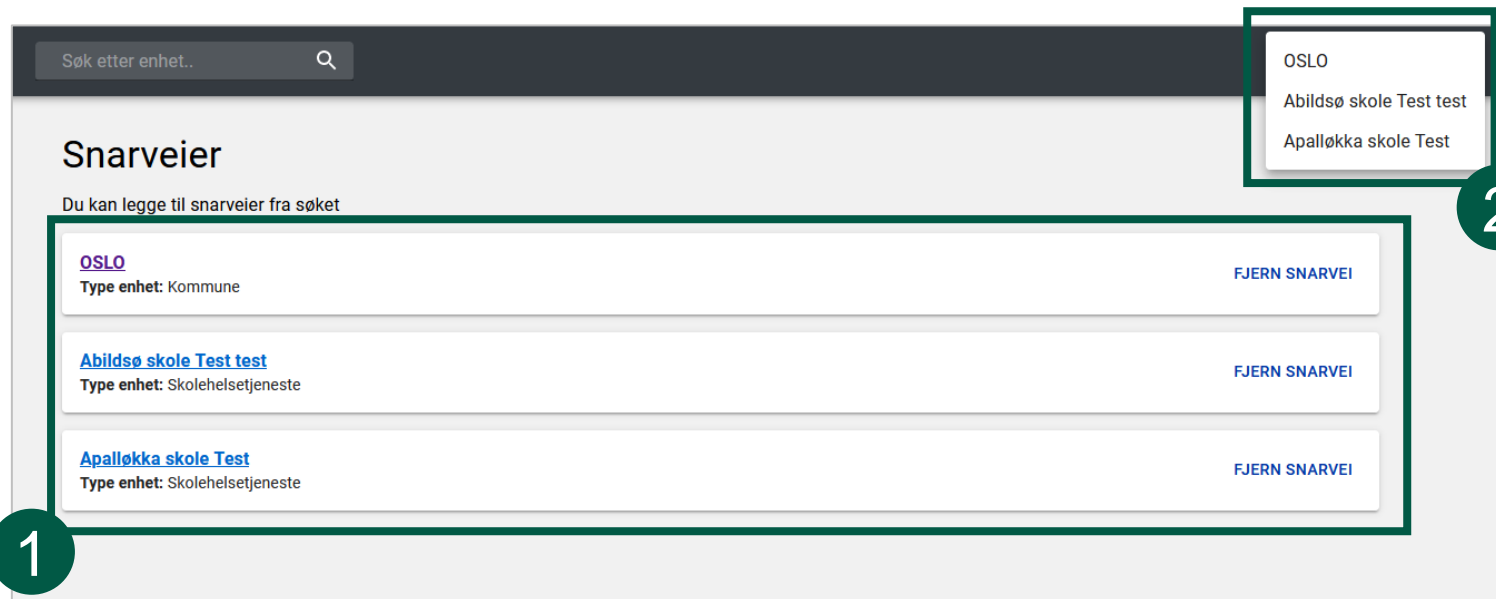 Søk etter enhet..
OSLO
Abildsø skole Test test
Apalløkka skole Test
2
Snarveier
Du kan legge til snarveier fra søket
OSLO
Type enhet: Kommune
FJERN SNARVEI
Abildsø skole Test test
Type enhet: Skolehelsetjeneste
FJERN SNARVEI
Apalløkka skole Test
Type enhet: Skolehelsetjeneste
FJERN SNARVEI
1